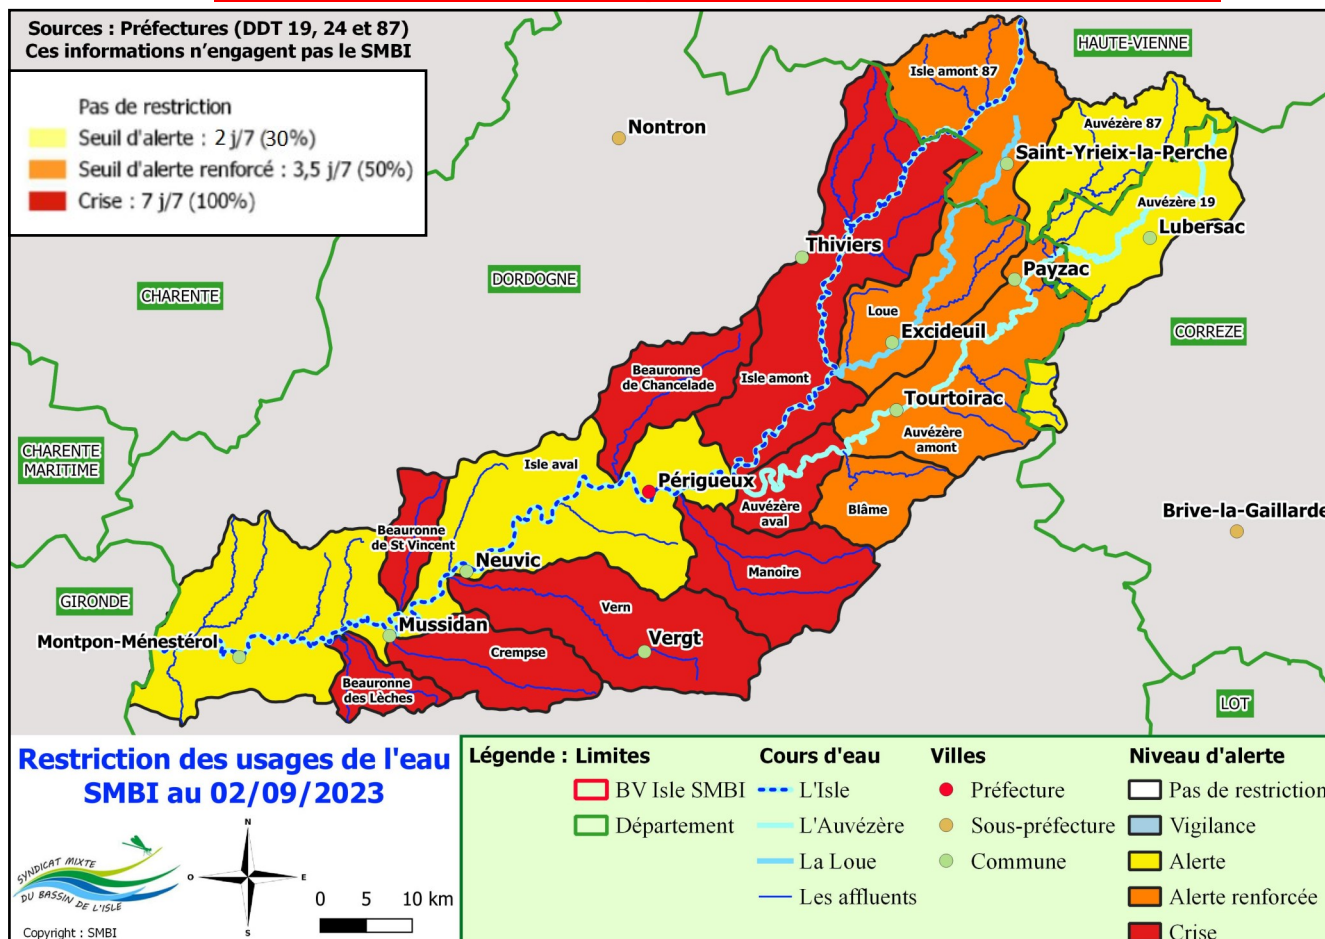 Sources : Préfectures (DDT 19, 24 et 87)
Ces informations n'engagent pas le SMBI
Pas de restriction
Seuil d'alerte : 2 j/7 (30%)
Seuil d'alerte renforcé : 3,5 j/7 (50%)
Crise : 7 j/7 (100%)
HAUTE-VIENNE
Isle amont 87
Nontron
Auvézère 87
Saint-Yrieix-la-Perche
Auvézère 19
Lubersac
Thiviers
Payzac
DORDOGNE
CHARENTE
Loue
Excideuil
CORREZE
Beauronne
de Chancelade
Isle amont
Tourtoirac
Auvézère
amont
CHARENTE
MARITIME
Isle aval
Périgueux
Auvézère
aval
Blâme
Brive-la-Gaillarde
Beauronne
de St Vincent
Neuvic
Manoire
GIRONDE
Vern
Mussidan
Vergt
Montpon-Ménestérol
Crempse
Beauronne
des Lèches
LOT
Restriction des usages de l'eau
SMBI au 02/09/2023
SYNDICAT MIXTE
DU BASSIN DE L'ISLE
Copyright : SMBI
N
O
E
S
0 5 10 km
Légende : Limites
BV Isle SMBI
Département
Cours d'eau
L'Isle
L'Auvézère
La Loue
Les affluents
Villes
Préfecture
Sous-préfecture
Commune
Niveau d'alerte
Pas de restriction
Vigilance
Alerte
Alerte renforcée
Crise